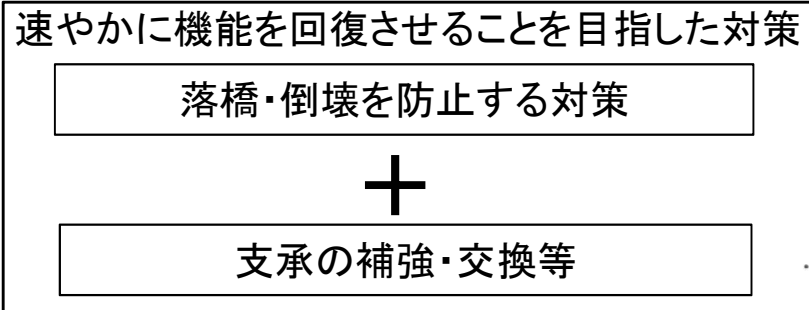 速やかに機能を回復させることを目指した対策
落橋・倒壊を防止する対策
＋
支承の補強・交換等